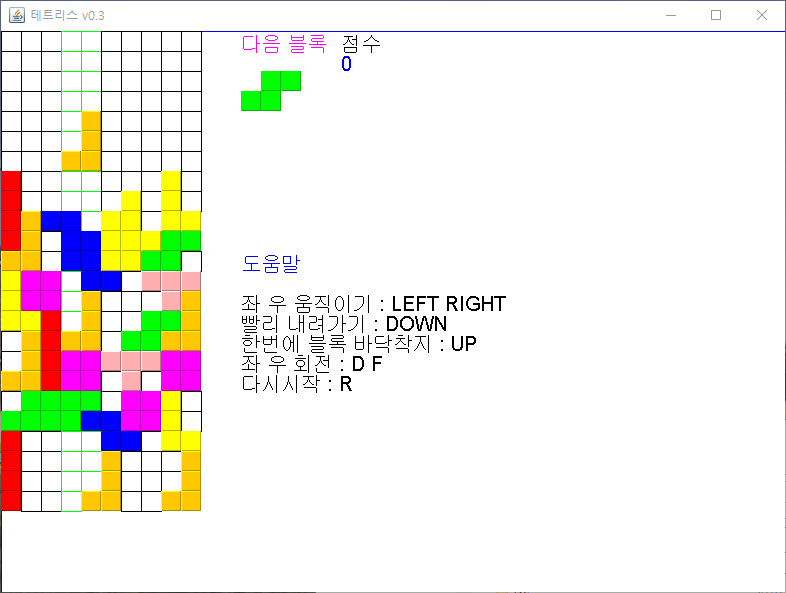 테트리스 v0.3
다음 블록 점수
0
도움말
좌 우 움직이기 : LEFT RIGHT
빨리 내려가기 : DOWN
한번에 블록 바닥착지 : UP
좌 우 회전 : D F
다시시작 : R